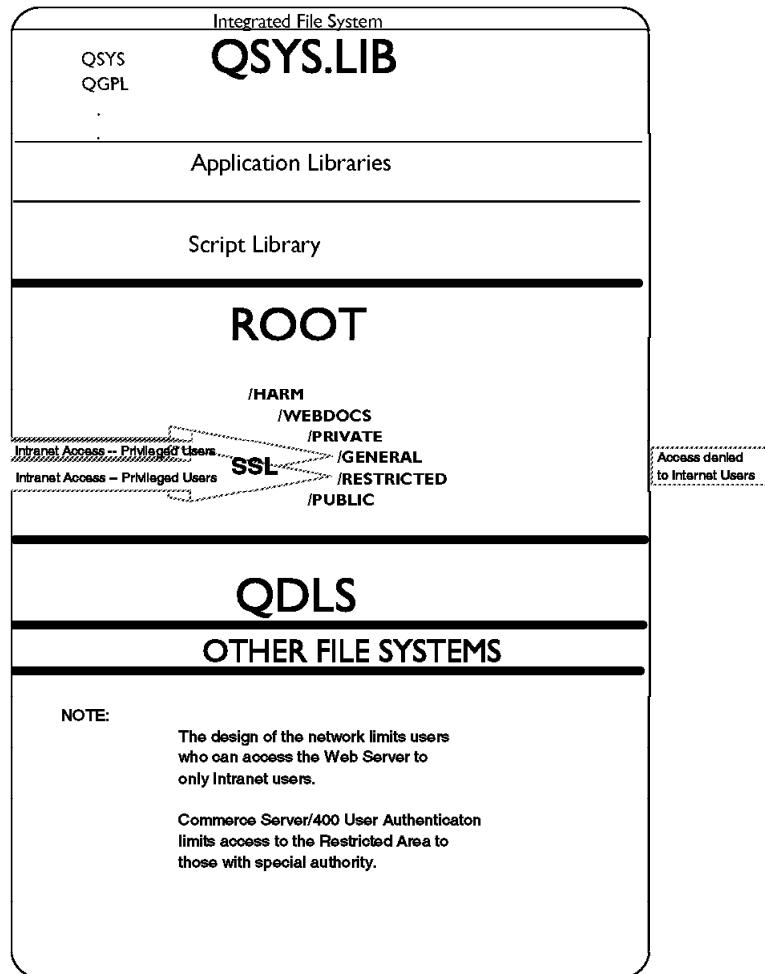 Integrated File System
QSYS.LIB
QSYS
QGPL
.
.
Application Libraries
Script Library
ROOT
/HARM
/WEBDOCS
/PRIVATE
Intranet Access -- Privileged Users
SSL
/GENERAL
Intranet Access -- Privileged Users
/RESTRICTED
/PUBLIC
Access denied
to Internet Users
QDLS
OTHER FILE SYSTEMS
NOTE:
The design of the network limits users
who can access the Web Server to
only Intranet users.
Commerce Server/400 User Authenticaton
limits access to the Restricted Area to
those with special authority.